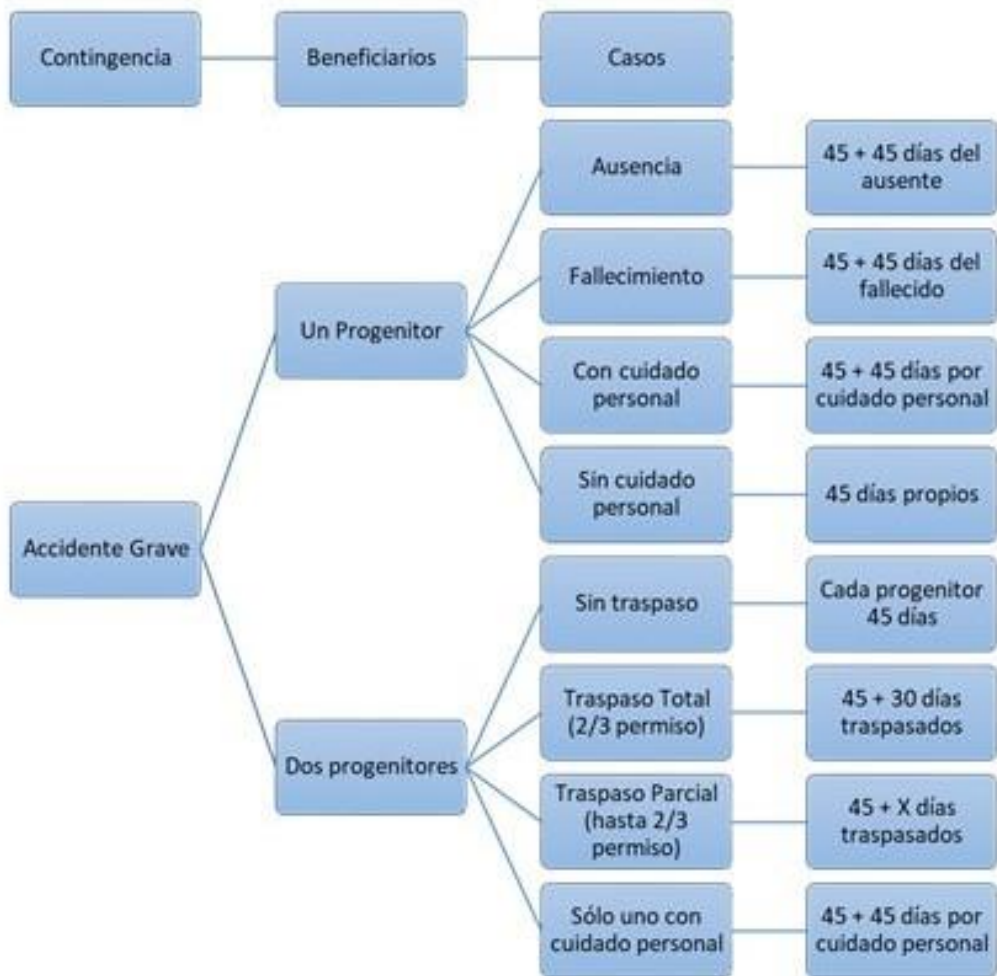 Contingencia
Beneficiarios
Casos
Ausencia
45 + 45 días del
ausente
Fallecimiento
45 + 45 días del
fallecido
Un Progenitor
Con cuidado
personal
45 + 45 días por
cuidado personal
Sin cuidado
personal
45 días propios
Accidente Grave
Sin traspaso
Cada progenitor
45 días
Traspaso Total
(2/3 permiso)
45 + 30 días
traspasados
Dos progenitores
Traspaso Parcial
(hasta 2/3
permiso)
45 + X días
traspasados
Sólo uno con
cuidado personal
45 + 45 días por
cuidado personal